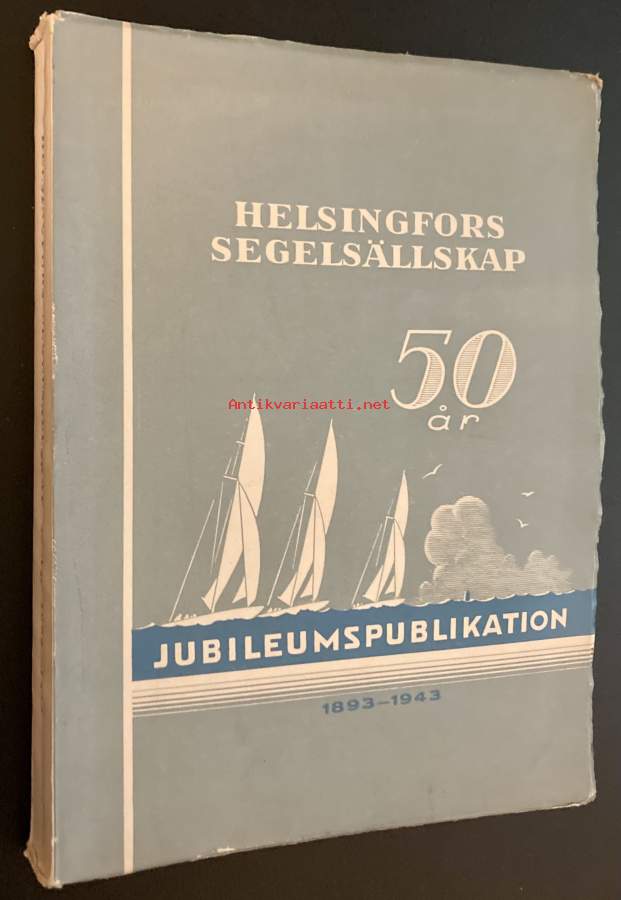 HELSINGFORS
SEGELSÄLLSKAP
50
år
Antikvariaatti.net
JUBILEUMSPUBLIKATION
1893-1943